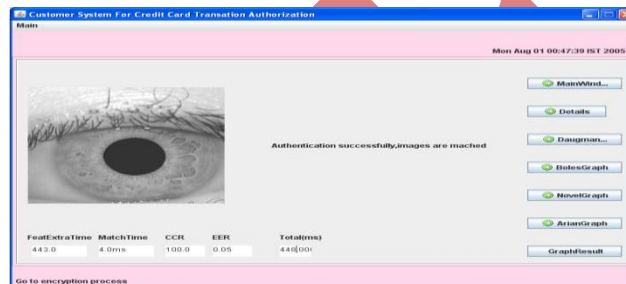 Customer System For Credit Card Transation Authorization
Main
Mon Aug 01 00:47:39 IST 2005
MainWind...
Details
Authentication successfully,images are mached
Daugman...
BolesGraph
NovelGraph
ArianGraph
FeatExtraTime MatchTime CCR EER Total(ms)
443.0 4.0ms 100.0 0.05
GraphResult
Go to encryption process